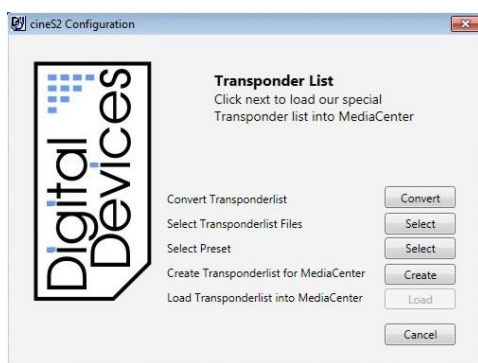 cineS2 Configuration
Digital
Devices
Transponder List
Click next to load our special
Transponder list into MediaCenter
Convert Transponderlist Convert
Select Transponderlist Files Select
Select Preset Select
Create Transponderlist for MediaCenter Create
Load Transponderlist into MediaCenter Load
Cancel